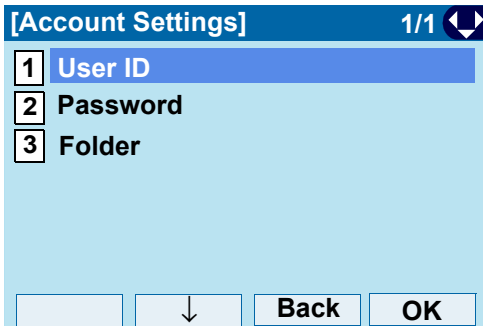 [Account Settings] 1/1
1 User ID
2 Password
3 Folder
↓ Back OK